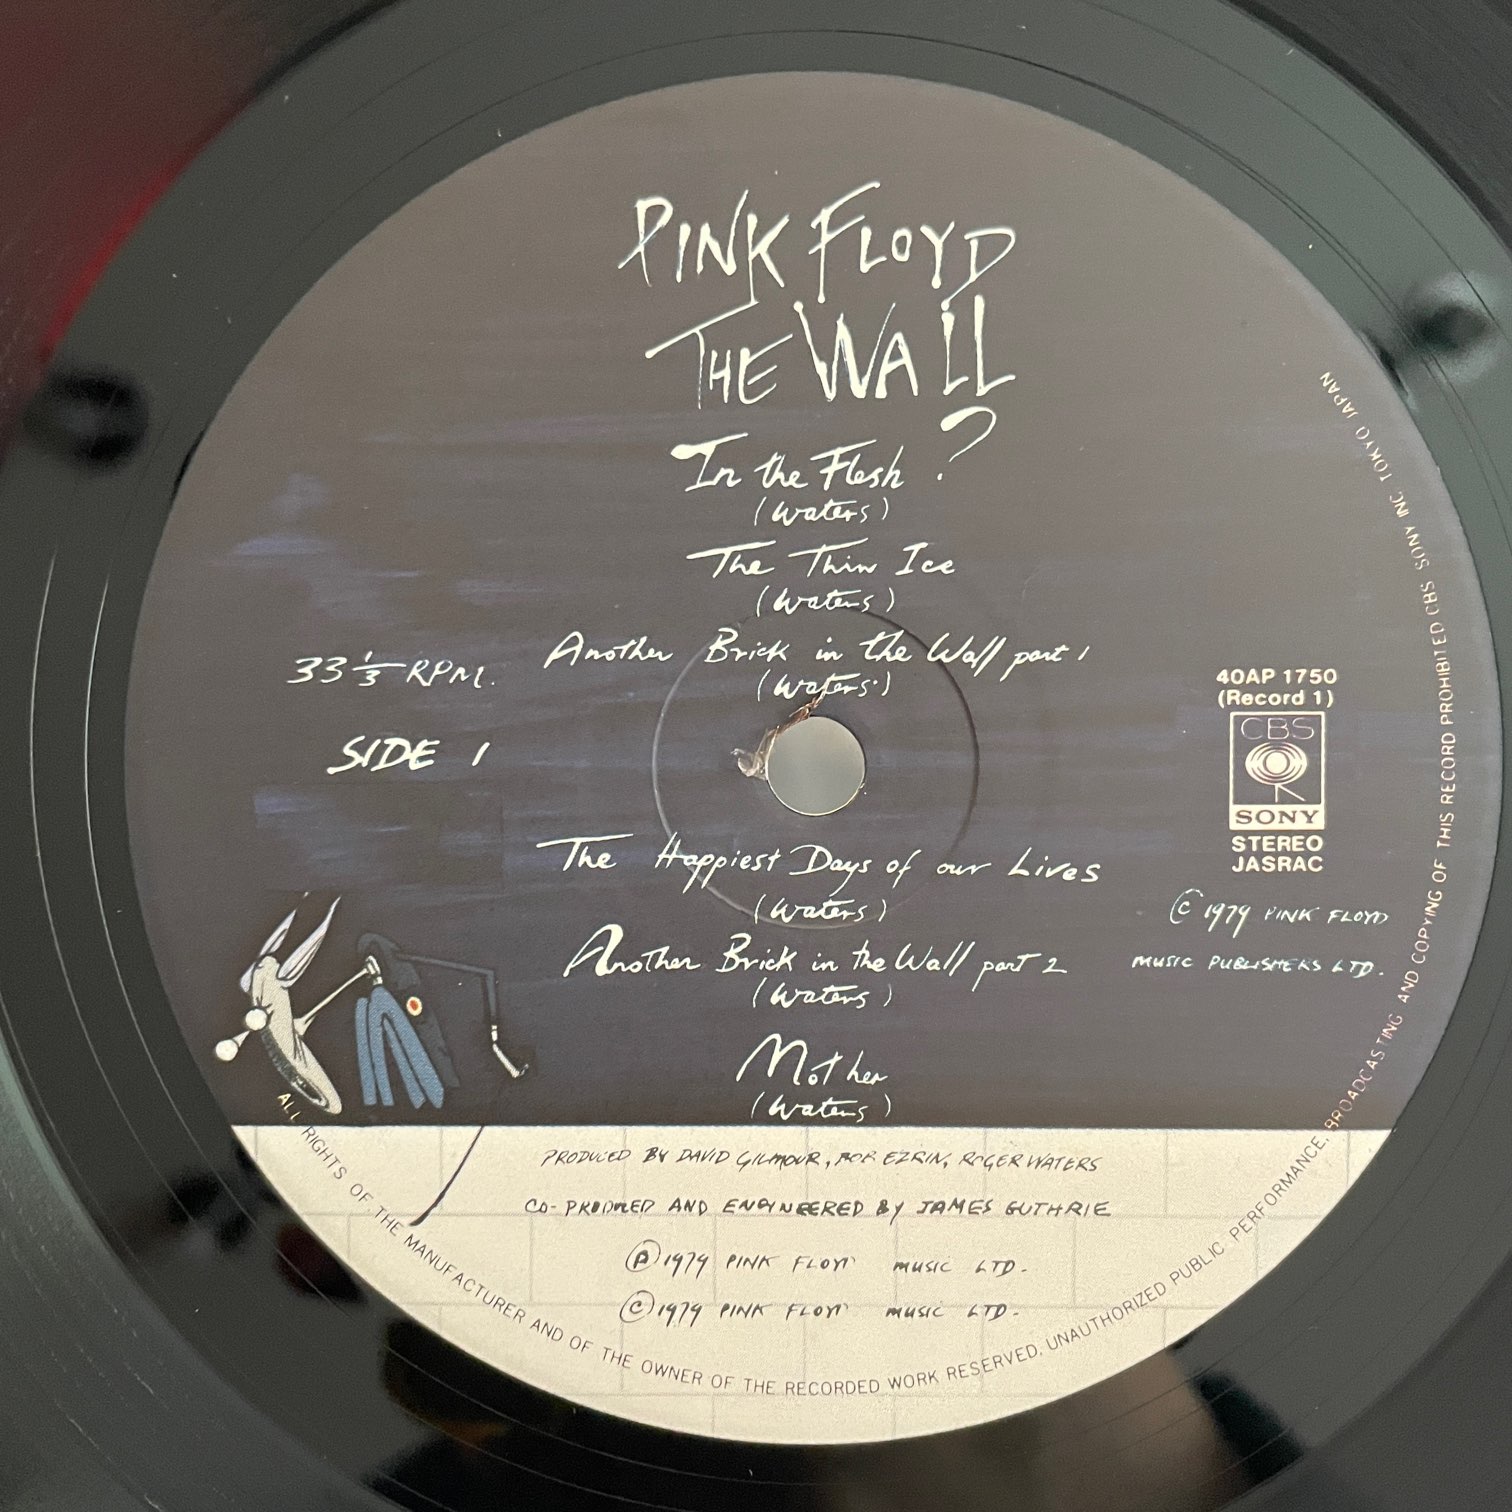 PINK FLOYD
THE WALL
In the Flesh ?
(Waters)
The Thin Ice
(Waters)
Another Brick in the Wall part 1
(Waters)
33 1/3 RPM.
SIDE 1
40AP 1750
(Record 1)
CBS
SONY
STEREO
JASRAC
The Happiest Days of our Lives
(Waters)
© 1979 PINK FLOYD
MUSIC PUBLISHERS LTD.
Another Brick in the Wall part 2
(Waters)
Mother
(Waters)
PRODUCED BY DAVID GILMOUR, BOB EZRIN, ROGER WATERS
CO-PRODUCED AND ENGINEERED BY JAMES GUTHRIE
Ⓟ 1979 PINK FLOYD MUSIC LTD.
© 1979 PINK FLOYD MUSIC LTD.
ALL RIGHTS OF THE MANUFACTURER AND OF THE OWNER OF THE RECORDED WORK RESERVED. UNAUTHORIZED PUBLIC PERFORMANCE, BROADCASTING AND COPYING OF THIS RECORD PROHIBITED CBS SONY INC. TOKYO JAPAN